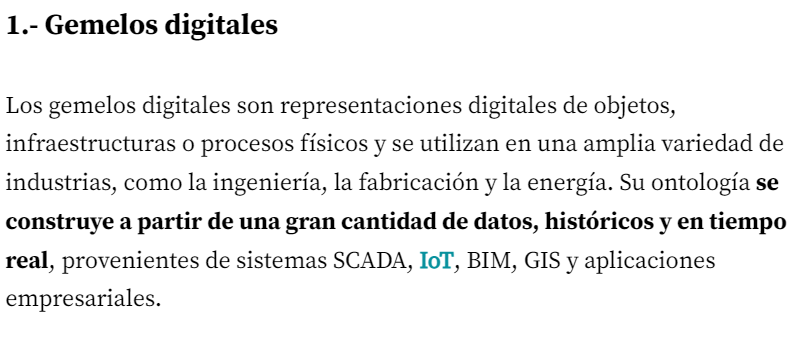 1.- Gemelos digitales
Los gemelos digitales son representaciones digitales de objetos,
infraestructuras o procesos físicos y se utilizan en una amplia variedad de
industrias, como la ingeniería, la fabricación y la energía. Su ontología se
construye a partir de una gran cantidad de datos, históricos y en tiempo
real, provenientes de sistemas SCADA, IoT, BIM, GIS y aplicaciones
empresariales.